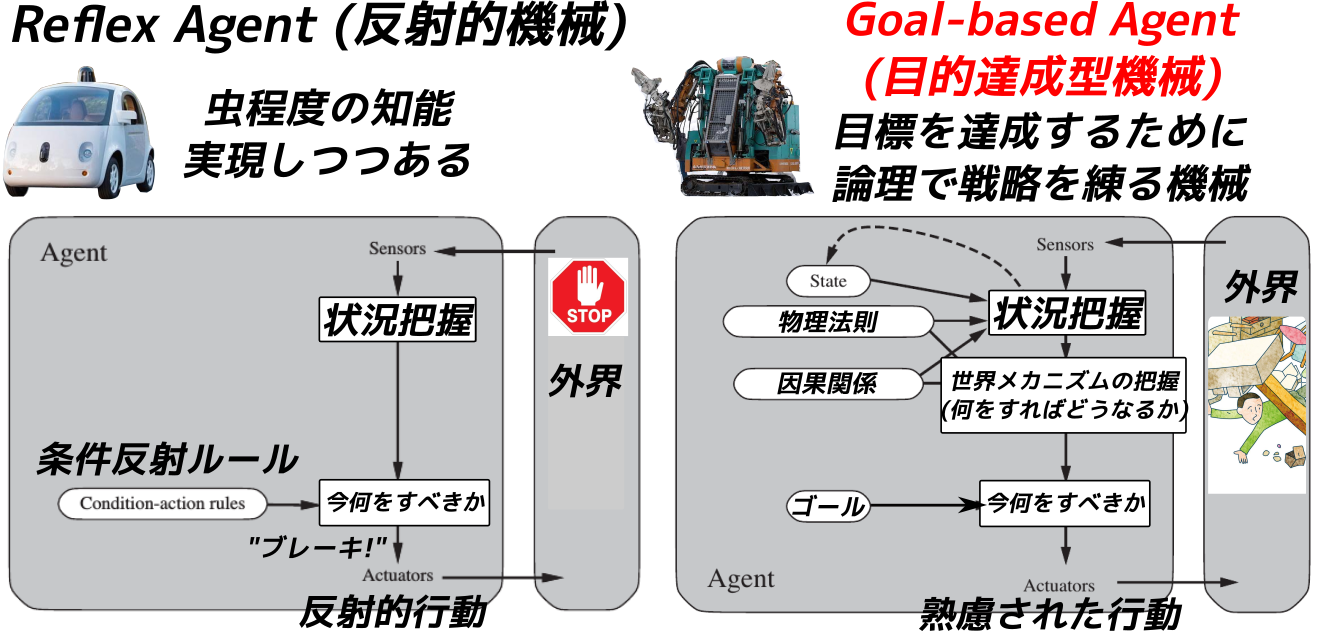 Reflex Agent (反射的機械)
虫程度の知能
実現しつつある
Agent
Sensors
状況把握
STOP
外界
条件反射ルール
Condition-action rules
今何をすべきか
"ブレーキ!"
Actuators
反射的行動
Goal-based Agent
(目的達成型機械)
目標を達成するために
論理で戦略を練る機械
Sensors
State
状況把握
外界
物理法則
因果関係
世界メカニズムの把握
(何をすればどうなるか)
ゴール
今何をすべきか
Agent
Actuators
熟慮された行動